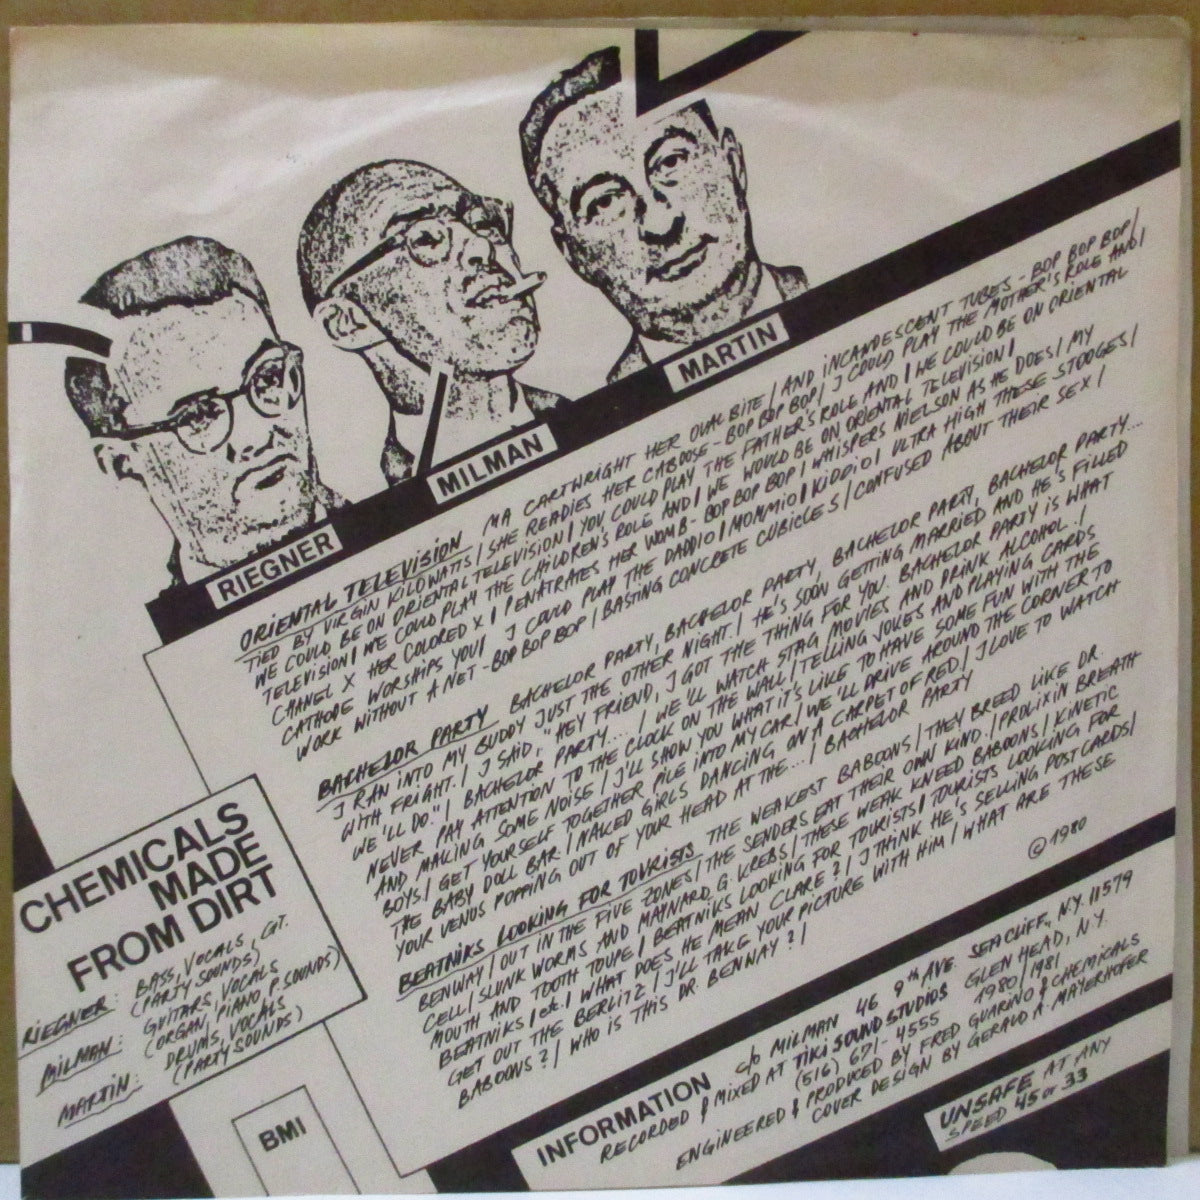 RIEGNER
MILMAN
MARTIN
ORIENTAL TELEVISION MA CARTWRIGHT HER OVAL BITE / AND INCANDESCENT TUBES - BOP BOP BOP /
TIED BY VIRGIN KILOWATTS / SHE READIES HER CABOOSE - BOP BOP BOP / I COULD PLAY THE MOTHER'S ROLE AND /
WE COULD BE ON ORIENTAL TELEVISION / YOU COULD PLAY THE FATHER'S ROLE AND / WE COULD BE ON ORIENTAL
TELEVISION / WE COULD PLAY THE CHILDREN'S ROLE AND / WE WOULD BE ON ORIENTAL TELEVISION /
CHANEL X HER COLORED X / PENATRATES HER WOMB - BOP BOP BOP / WHISPERS NIELSON AS HE DOES / MY
CATHODE WORSHIPS YOU / I COULD PLAP THE DADDIO / MOMMIO / KIDDIO / ULTRA HIGH THESE STOOGES /
WORK WITHOUT A NET - BOP BOP BOP / BASTING CONCRETE CUBICLES / CONFUSED ABOUT THEIR SEX /
BACHELOR PARTY BACHELOR PARTY, BACHELOR PARTY, BACHELOR PARTY, BACHELOR PARTY...
I RAN INTO MY BUDDY JUST THE OTHER NIGHT. / HE'S SOON GETTING MARRIED AND HE'S FILLED
WITH FRIGHT. / I SAID, "HEY FRIEND, I GOT THE THING FOR YOU. BACHELOR PARTY IS WHAT
WE'LL DO." / BACHELOR PARTY... / WE'LL WATCH STAG MOVIES AND DRINK ALCOHOL. /
NEVER PAY ATTENTION TO THE CLOCK ON THE WALL / TELLING JOKES AND PLAYING CARDS
AND MAKING SOME NOISE / I'LL SHOW YOU WHAT IT'S LIKE TO HAVE SOME FUN WITH THE
BOYS / GET YOURSELF TOGETHER PILE INTO MY CAR / WE'LL DRIVE AROUND THE CORNER TO
THE BABY DOLL BAR / NAKED GIRLS DANCING ON A CARPET OF RED / I LOVE TO WATCH
YOUR VENUS POPPING OUT OF YOUR HEAD AT THE... / BACHELOR PARTY
BEATNIKS LOOKING FOR TOURISTS THE WEAKEST BABOONS / THEY BREED LIKE DR.
BENWAY / OUT IN THE FIVE ZONES / THE SENDERS EAT THEIR OWN KIND. / PROLIXIN BREATH
CELL / SLUNK WORMS AND MAYNARD G. KREBS / THESE WEAK KNEED BABOONS / KINETIC
MOUTH AND TOOTH TOUPE / BEATNIKS LOOKING FOR TOURISTS / TOURISTS LOOKING FOR
BEATNIKS / etc / WHAT DOES HE MEAN CLARE? / I THINK HE'S SELLING POSTCARDS /
GET OUT THE BERLITZ / I'LL TAKE YOUR PICTURE WITH HIM / WHAT ARE THESE
BABOONS? / WHO IS THIS DR. BENWAY? /
© 1980
CHEMICALS
MADE
FROM DIRT
RIEGNER: BASS, VOCALS, GIT.
(PARTY SOUNDS)
MILMAN: GUITARS, VOCALS
(ORGAN, PIANO, P. SOUNDS)
MARTIN: DRUMS, VOCALS
(PARTY SOUNDS)
BMI
INFORMATION c/o MILMAN 46 9th AVE. SEA CLIFF, N.Y. 11579
RECORDED & MIXED AT TIKI SOUND STUDIOS GLEN HEAD, N.Y.
(516) 671-4555 1980/1981
ENGINEERED & PRODUCED BY FRED GUARINO & CHEMICALS
COVER DESIGN BY GERALD A. MAYERHOFER
UNSAFE AT ANY
SPEED 45 or 33